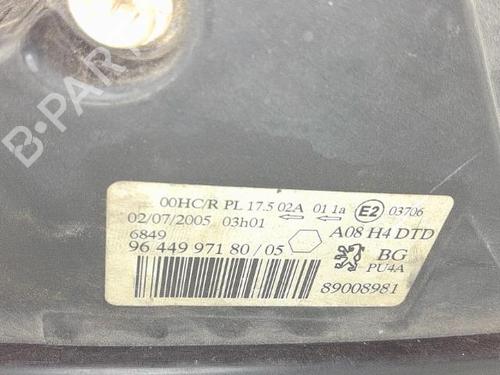 B-PARTS
00HC/R PL 17.5 02A 01 1a E2 03706
02/07/2005 03h01
6849 A08 H4 DTD
96 449 971 80 / 05 BG
PU4A
89008981